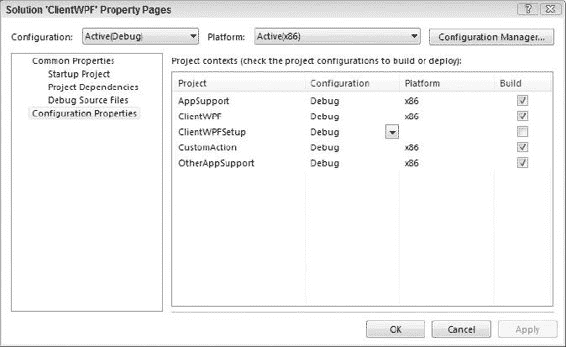 Solution 'ClientWPF' Property Pages
Configuration: Active(Debug) Platform: Active(x86) Configuration Manager...
Common Properties
Startup Project
Project Dependencies
Debug Source Files
Configuration Properties
Project contexts (check the project configurations to build or deploy):
Project Configuration Platform Build
AppSupport Debug x86
ClientWPF Debug x86
ClientWPFSetup Debug
CustomAction Debug x86
OtherAppSupport Debug x86
OK Cancel Apply